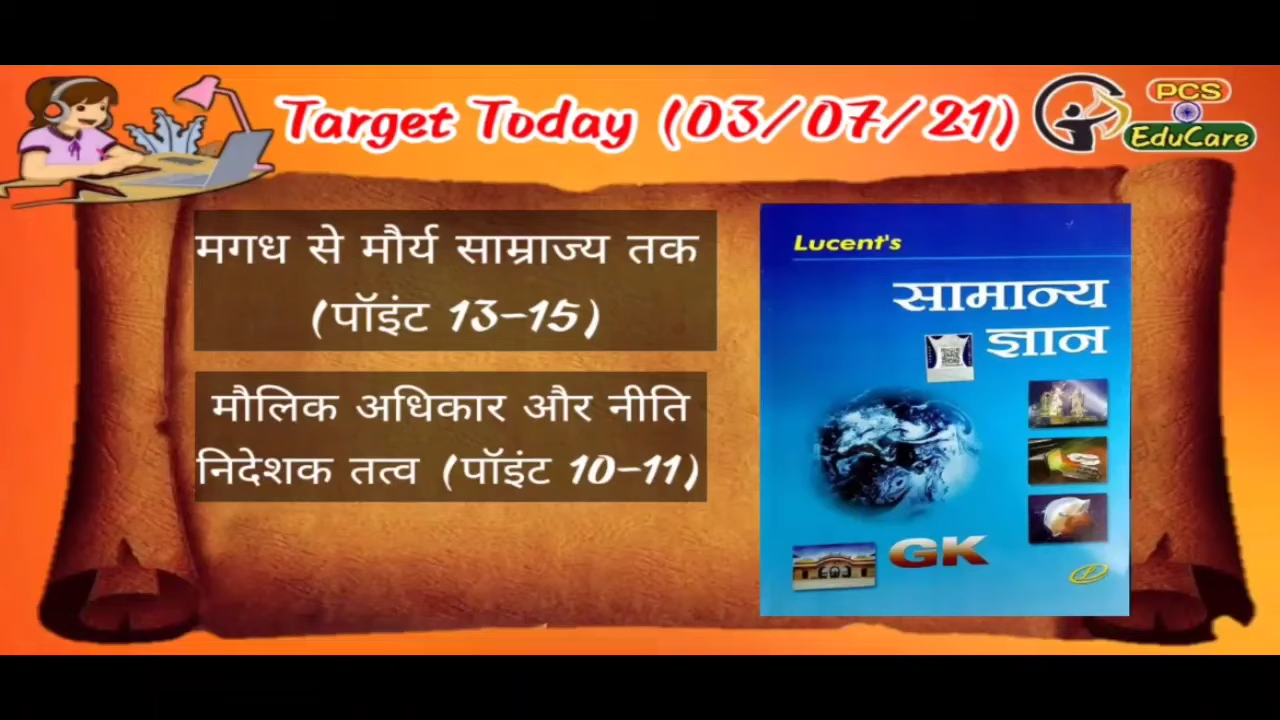 Target Today (03/07/21)
PCS
EduCare
मगध से मौर्य साम्राज्य तक
(पॉइंट 13-15)
मौलिक अधिकार और नीति
निदेशक तत्व (पॉइंट 10-11)
Lucent's
सामान्य
ज्ञान
GK